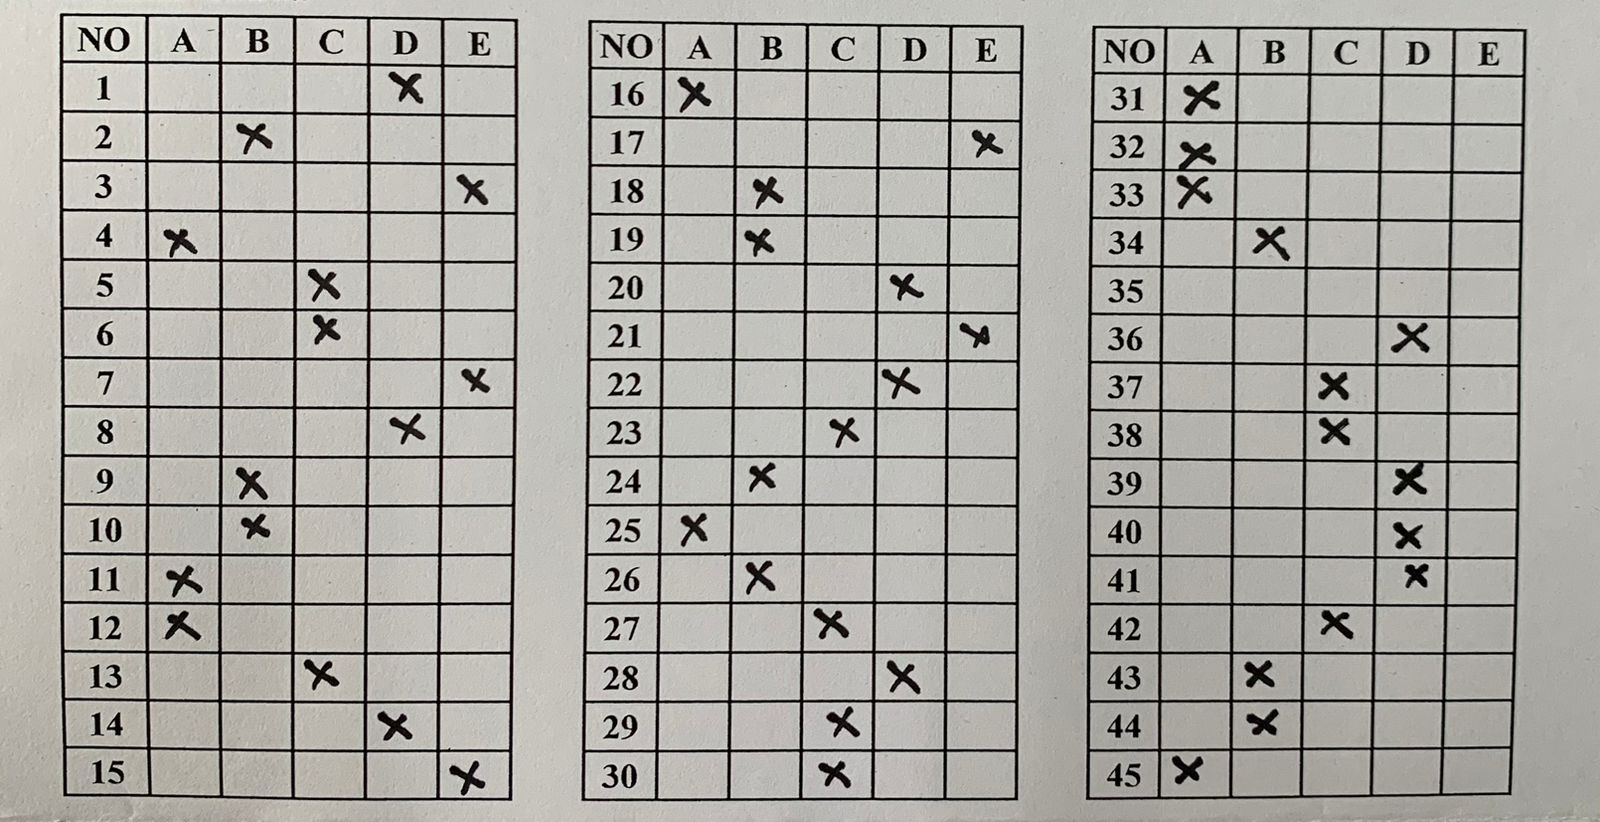 NO A B C D E
1 X
2 X
3 X
4 X
5 X
6 X
7 X
8 X
9 X
10 X
11 X
12 X
13 X
14 X
15 X
NO A B C D E
16 X
17 X
18 X
19 X
20 X
21 X
22 X
23 X
24 X
25 X
26 X
27 X
28 X
29 X
30 X
NO A B C D E
31 X
32 X
33 X
34 X
35
36 X
37 X
38 X
39 X
40 X
41 X
42 X
43 X
44 X
45 X